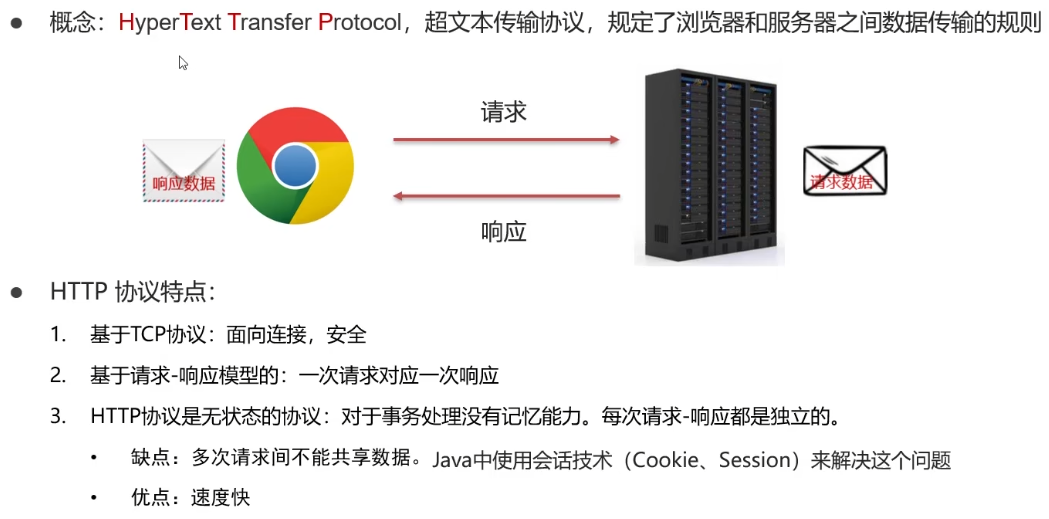 ● 概念：HyperText Transfer Protocol，超文本传输协议，规定了浏览器和服务器之间数据传输的规则
请求
响应数据
请求数据
响应
● HTTP 协议特点：
1. 基于TCP协议：面向连接，安全
2. 基于请求-响应模型的：一次请求对应一次响应
3. HTTP协议是无状态的协议：对于事务处理没有记忆能力。每次请求-响应都是独立的。
• 缺点：多次请求间不能共享数据。Java中使用会话技术（Cookie、Session）来解决这个问题
• 优点：速度快